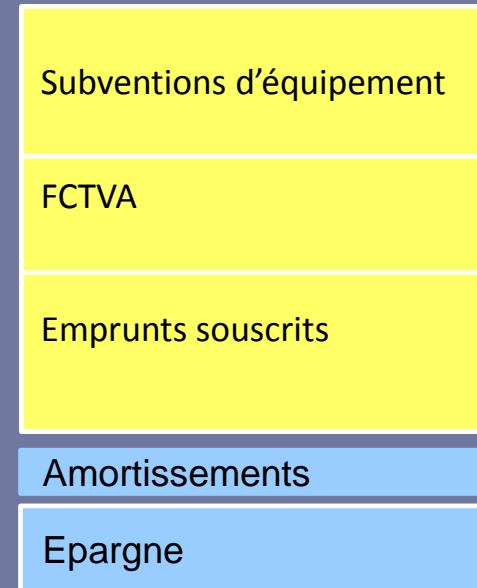 Subventions d’équipement
FCTVA
Emprunts souscrits
Amortissements
Epargne